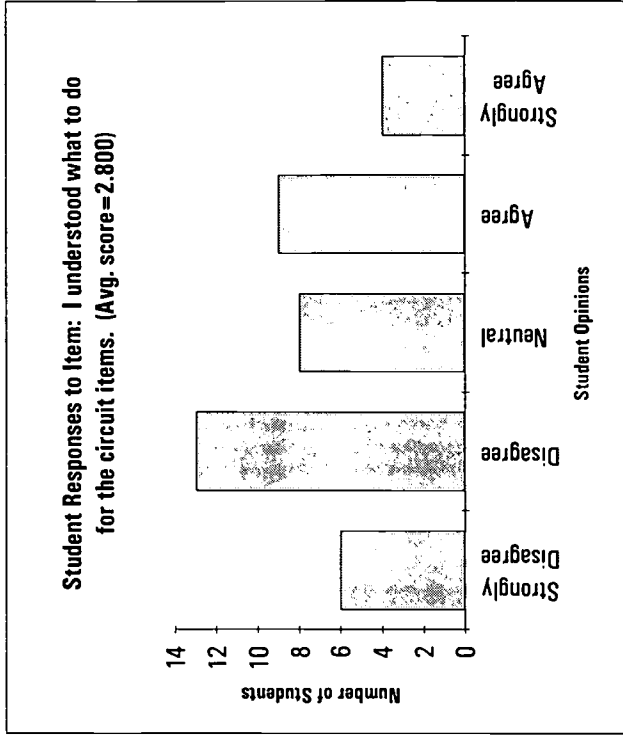 Student Responses to Item: I understood what to do
for the circuit items. (Avg. score=2.800)
14
12
10
8
6
4
2
0
Number of Students
Strongly
Disagree
Disagree
Neutral
Agree
Strongly
Agree
Student Opinions